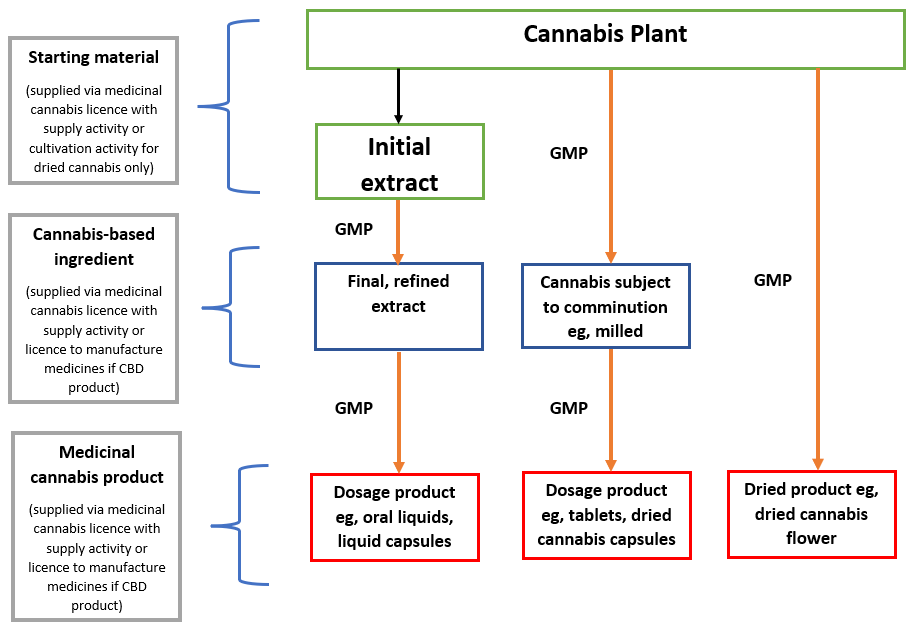 Cannabis Plant
Starting material
(supplied via medicinal
cannabis licence with
supply activity or
cultivation activity for
dried cannabis only)
Initial
extract
GMP
GMP
Cannabis-based
ingredient
(supplied via medicinal
cannabis licence with
supply activity or
licence to manufacture
medicines if CBD
product)
Final, refined
extract
Cannabis subject
to comminution
eg, milled
GMP
GMP
GMP
Medicinal
cannabis product
(supplied via medicinal
cannabis licence with
supply activity or
licence to manufacture
medicines if CBD
product)
Dosage product
eg, oral liquids,
liquid capsules
Dosage product
eg, tablets, dried
cannabis capsules
Dried product eg,
dried cannabis
flower